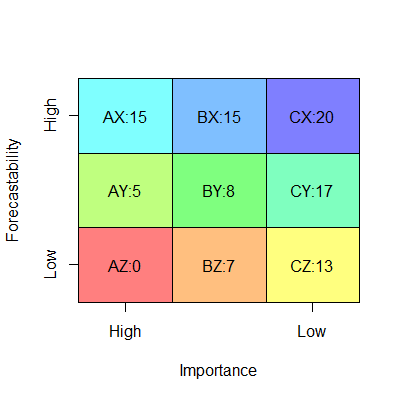 High
AX:15 BX:15 CX:20
Forecastability
AY:5 BY:8 CY:17
Low
AZ:0 BZ:7 CZ:13
High Low
Importance